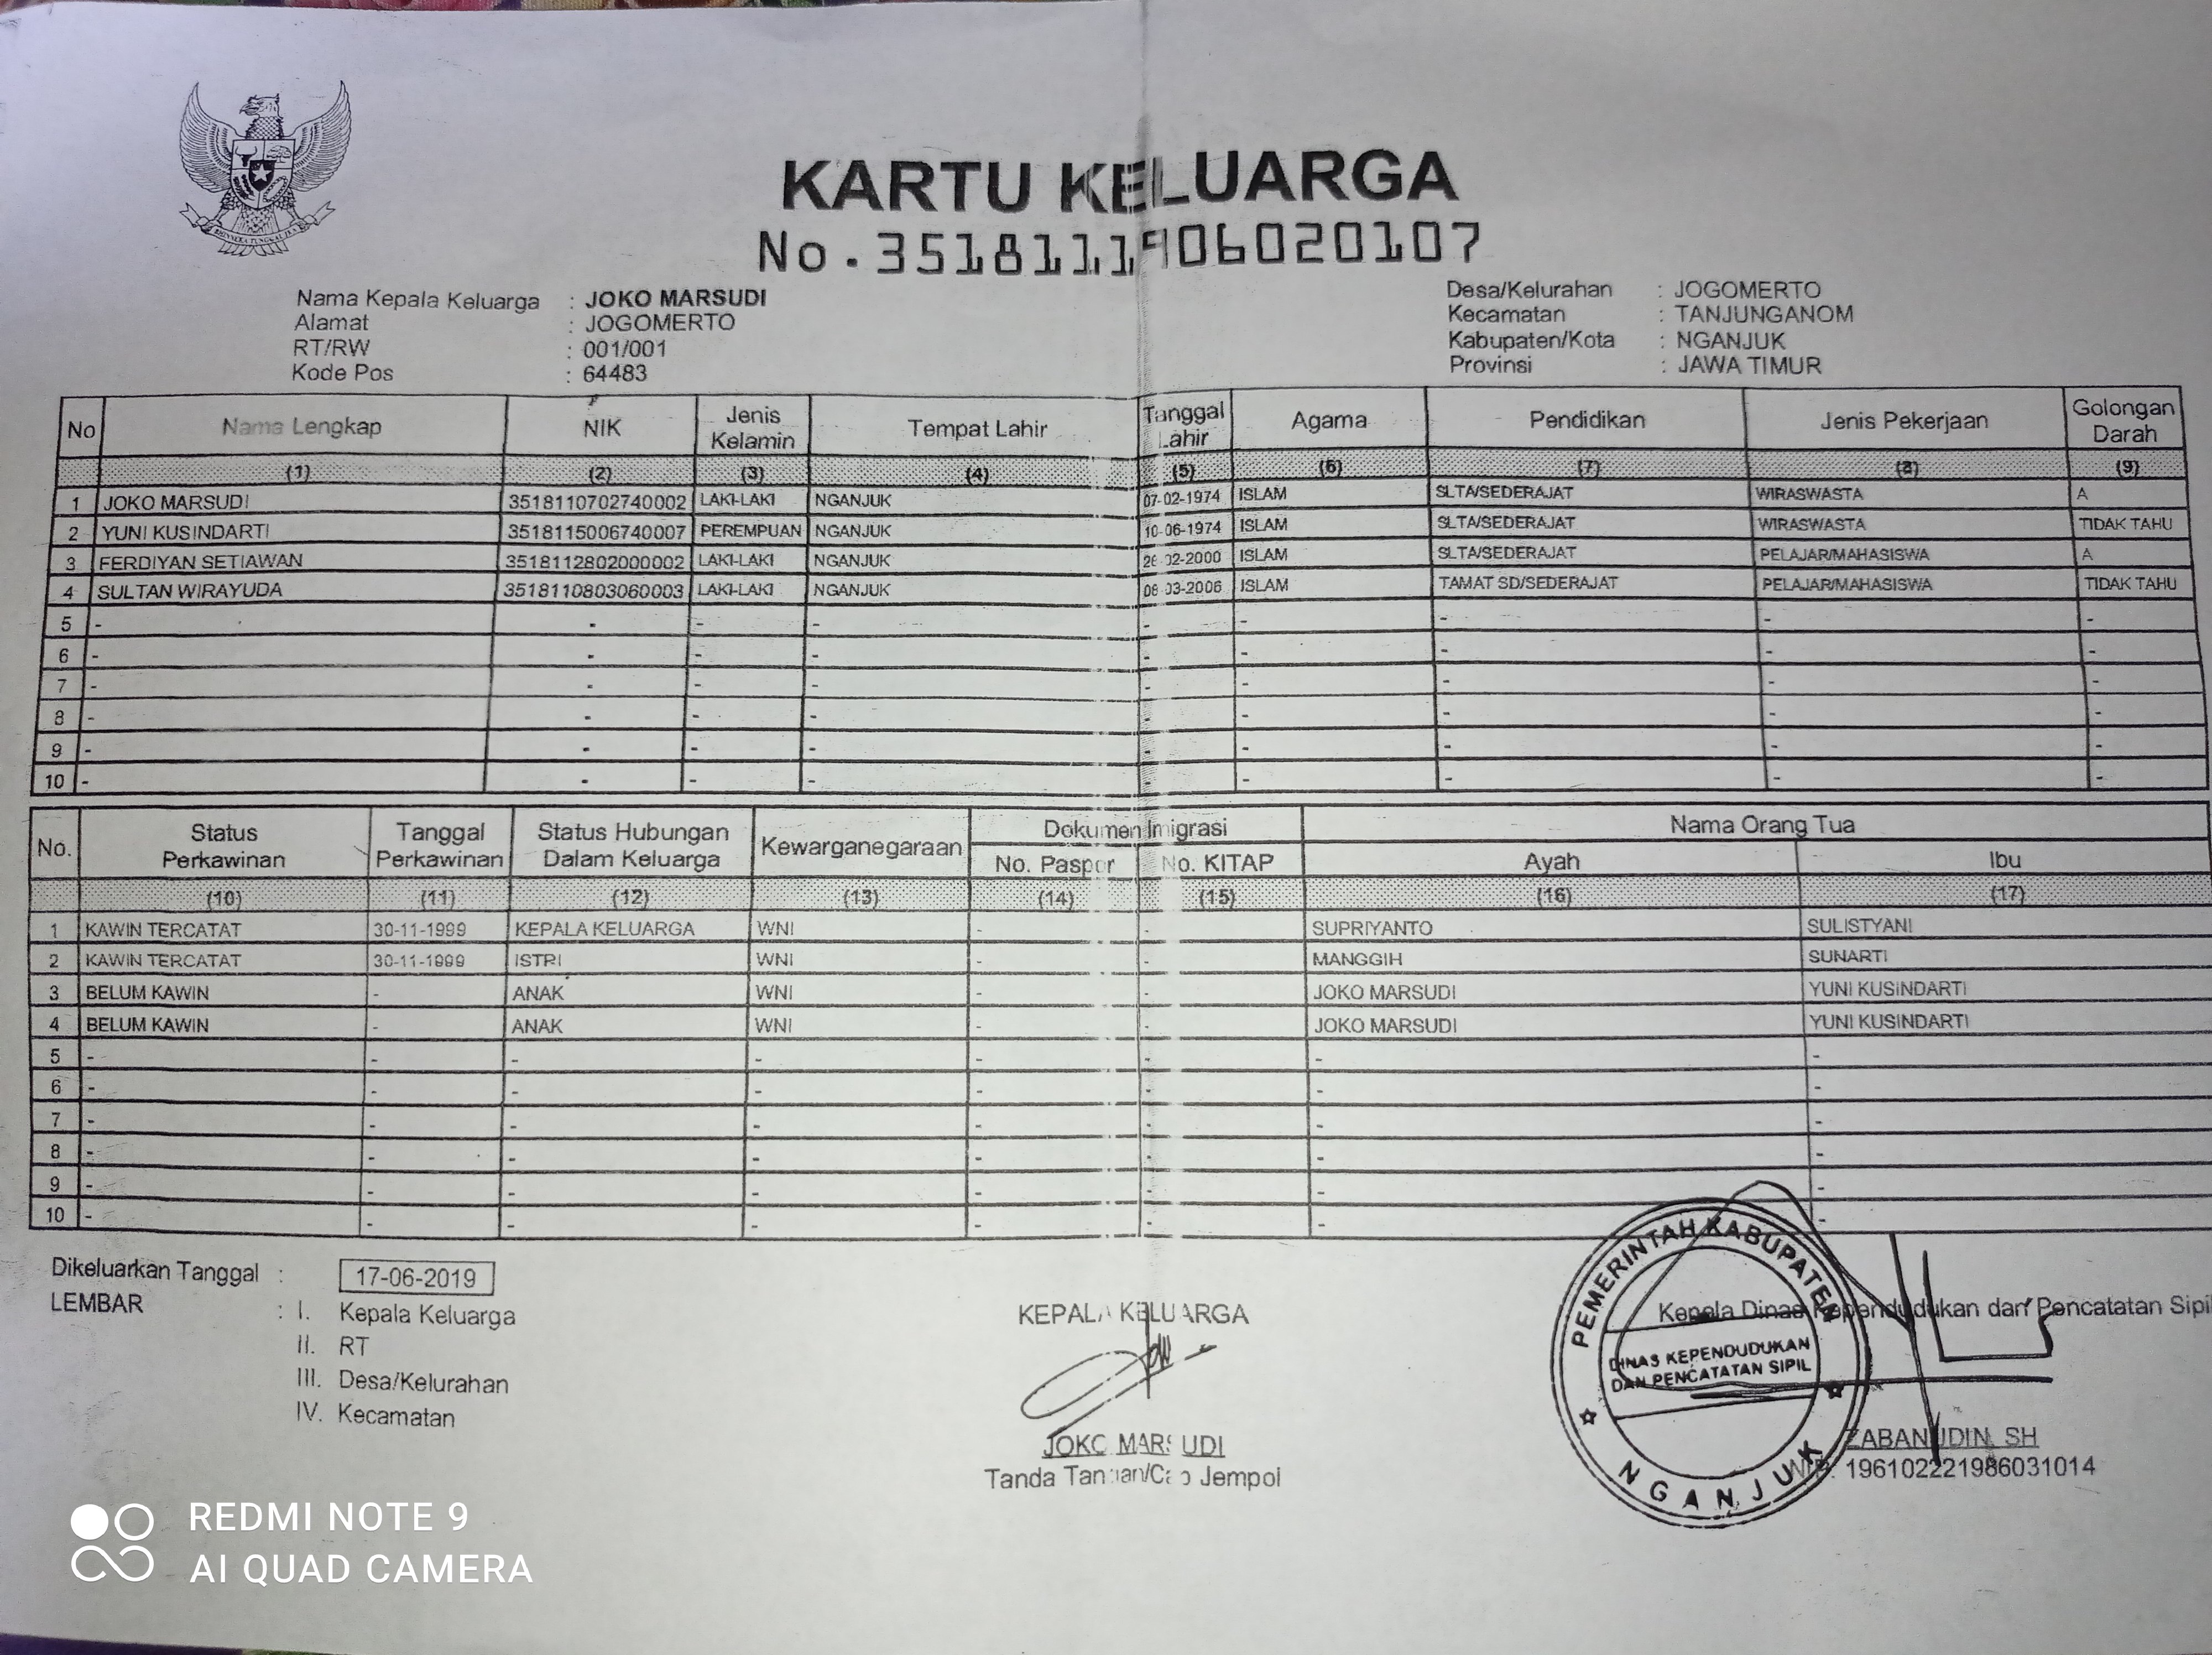 KARTU KELUARGA
No.3518111906020107
Nama Kepala Keluarga : JOKO MARSUDI
Alamat : JOGOMERTO
RT/RW : 001/001
Kode Pos : 64483
Desa/Kelurahan : JOGOMERTO
Kecamatan : TANJUNGANOM
Kabupaten/Kota : NGANJUK
Provinsi : JAWA TIMUR
No Nama Lengkap NIK Jenis Kelamin Tempat Lahir Tanggal Lahir Agama Pendidikan Jenis Pekerjaan Golongan Darah
(1) (2) (3) (4) (5) (6) (7) (8) (9)
1 JOKO MARSUDI 3518110702740002 LAKI-LAKI NGANJUK 07-02-1974 ISLAM SLTA/SEDERAJAT WIRASWASTA A
2 YUNI KUSINDARTI 3518115006740007 PEREMPUAN NGANJUK 10-06-1974 ISLAM SLTA/SEDERAJAT WIRASWASTA TIDAK TAHU
3 FERDIYAN SETIAWAN 3518112802000002 LAKI-LAKI NGANJUK 28-02-2000 ISLAM SLTA/SEDERAJAT PELAJAR/MAHASISWA A
4 SULTAN WIRAYUDA 3518110803060003 LAKI-LAKI NGANJUK 08-03-2006 ISLAM TAMAT SD/SEDERAJAT PELAJAR/MAHASISWA TIDAK TAHU
5 - - - - - - - - -
6 - - - - - - - - -
7 - - - - - - - - -
8 - - - - - - - - -
9 - - - - - - - - -
10 - - - - - - - - -
No. Status Perkawinan Tanggal Perkawinan Status Hubungan Dalam Keluarga Kewarganegaraan Dokumen Imigrasi Nama Orang Tua
No. Paspor No. KITAP Ayah Ibu
(10) (11) (12) (13) (14) (15) (16) (17)
1 KAWIN TERCATAT 30-11-1999 KEPALA KELUARGA WNI - - SUPRIYANTO SULISTYANI
2 KAWIN TERCATAT 30-11-1999 ISTRI WNI - - MANGGIH SUNARTI
3 BELUM KAWIN - ANAK WNI - - JOKO MARSUDI YUNI KUSINDARTI
4 BELUM KAWIN - ANAK WNI - - JOKO MARSUDI YUNI KUSINDARTI
5 - - - - - - - -
6 - - - - - - - -
7 - - - - - - - -
8 - - - - - - - -
9 - - - - - - - -
10 - - - - - - - -
Dikeluarkan Tanggal : 17-06-2019
LEMBAR : I. Kepala Keluarga
II. RT
III. Desa/Kelurahan
IV. Kecamatan
KEPALA KELUARGA
JOKO MARSUDI
Tanda Tangan/Cap Jempol
Kepala Dinas Kependudukan dan Pencatatan Sipil
PEMERINTAH KABUPATEN
DINAS KEPENDUDUKAN
DAN PENCATATAN SIPIL
NGANJUK
ZABANUDIN, SH
NIP. 196102221986031014
REDMI NOTE 9
AI QUAD CAMERA